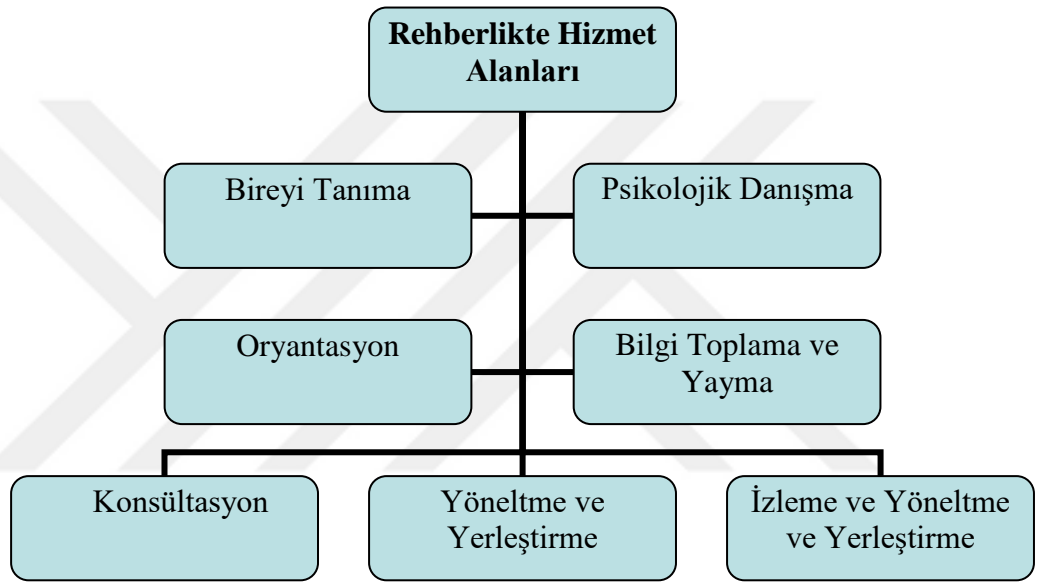 Rehberlikte Hizmet
Alanları
Bireyi Tanıma
Psikolojik Danışma
Oryantasyon
Bilgi Toplama ve
Yayma
Konsültasyon
Yöneltme ve
Yerleştirme
İzleme ve Yöneltme
ve Yerleştirme